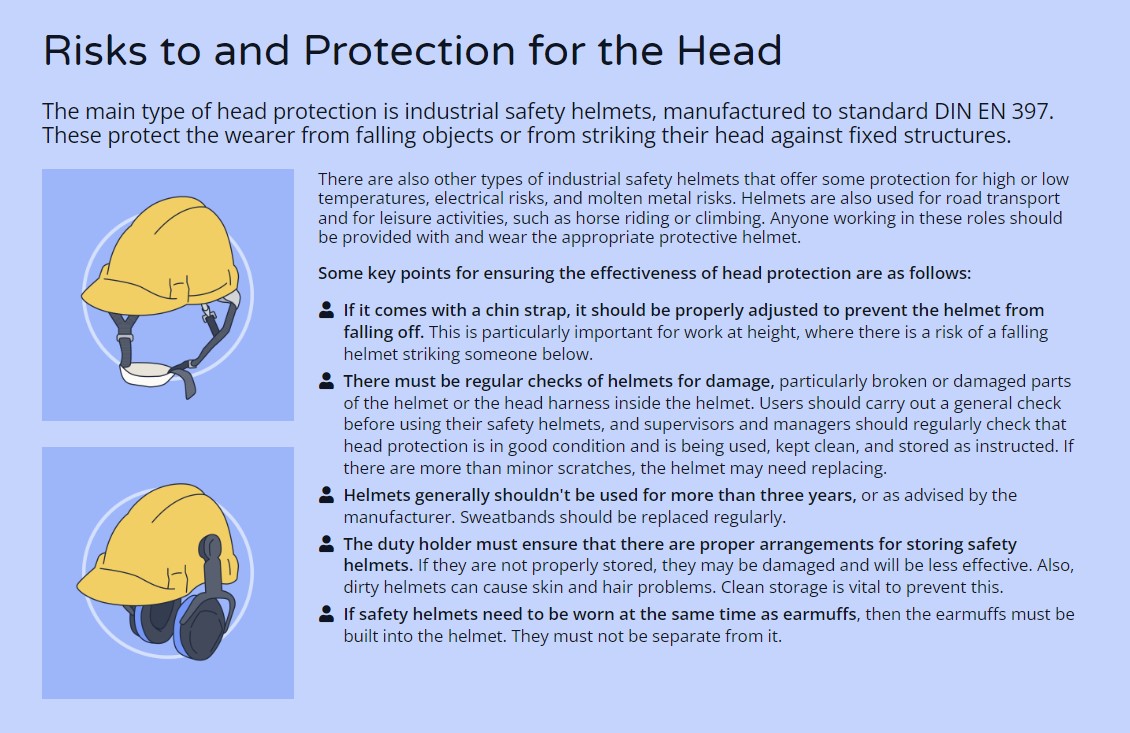 Risks to and Protection for the Head
The main type of head protection is industrial safety helmets, manufactured to standard DIN EN 397.
These protect the wearer from falling objects or from striking their head against fixed structures.
There are also other types of industrial safety helmets that offer some protection for high or low
temperatures, electrical risks, and molten metal risks. Helmets are also used for road transport
and for leisure activities, such as horse riding or climbing. Anyone working in these roles should
be provided with and wear the appropriate protective helmet.
Some key points for ensuring the effectiveness of head protection are as follows:
If it comes with a chin strap, it should be properly adjusted to prevent the helmet from
falling off. This is particularly important for work at height, where there is a risk of a falling
helmet striking someone below.
There must be regular checks of helmets for damage, particularly broken or damaged parts
of the helmet or the head harness inside the helmet. Users should carry out a general check
before using their safety helmets, and supervisors and managers should regularly check that
head protection is in good condition and is being used, kept clean, and stored as instructed. If
there are more than minor scratches, the helmet may need replacing.
Helmets generally shouldn't be used for more than three years, or as advised by the
manufacturer. Sweatbands should be replaced regularly.
The duty holder must ensure that there are proper arrangements for storing safety
helmets. If they are not properly stored, they may be damaged and will be less effective. Also,
dirty helmets can cause skin and hair problems. Clean storage is vital to prevent this.
If safety helmets need to be worn at the same time as earmuffs, then the earmuffs must be
built into the helmet. They must not be separate from it.